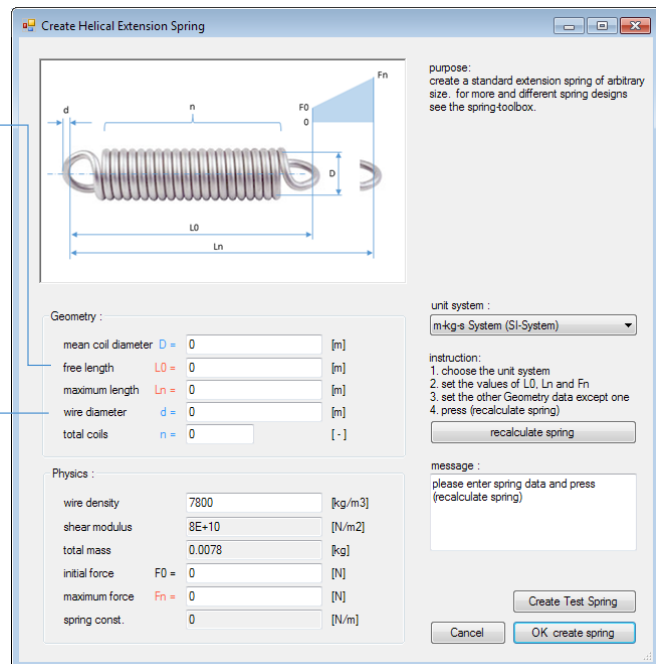 Create Helical Extension Spring
d
n
F0
0
Fn
D
L0
Ln
purpose:
create a standard extension spring of arbitrary
size. for more and different spring designs
see the spring-toolbox.
Geometry :
mean coil diameter D = 0 [m]
free length L0 = 0 [m]
maximum length Ln = 0 [m]
wire diameter d = 0 [m]
total coils n = 0 [ - ]
Physics :
wire density 7800 [kg/m3]
shear modulus 8E+10 [N/m2]
total mass 0.0078 [kg]
initial force F0 = 0 [N]
maximum force Fn = 0 [N]
spring const. 0 [N/m]
unit system :
m-kg-s System (SI-System)
instruction:
1. choose the unit system
2. set the values of L0, Ln and Fn
3. set the other Geometry data except one
4. press (recalculate spring)
recalculate spring
message :
please enter spring data and press
(recalculate spring)
Create Test Spring
Cancel
OK create spring